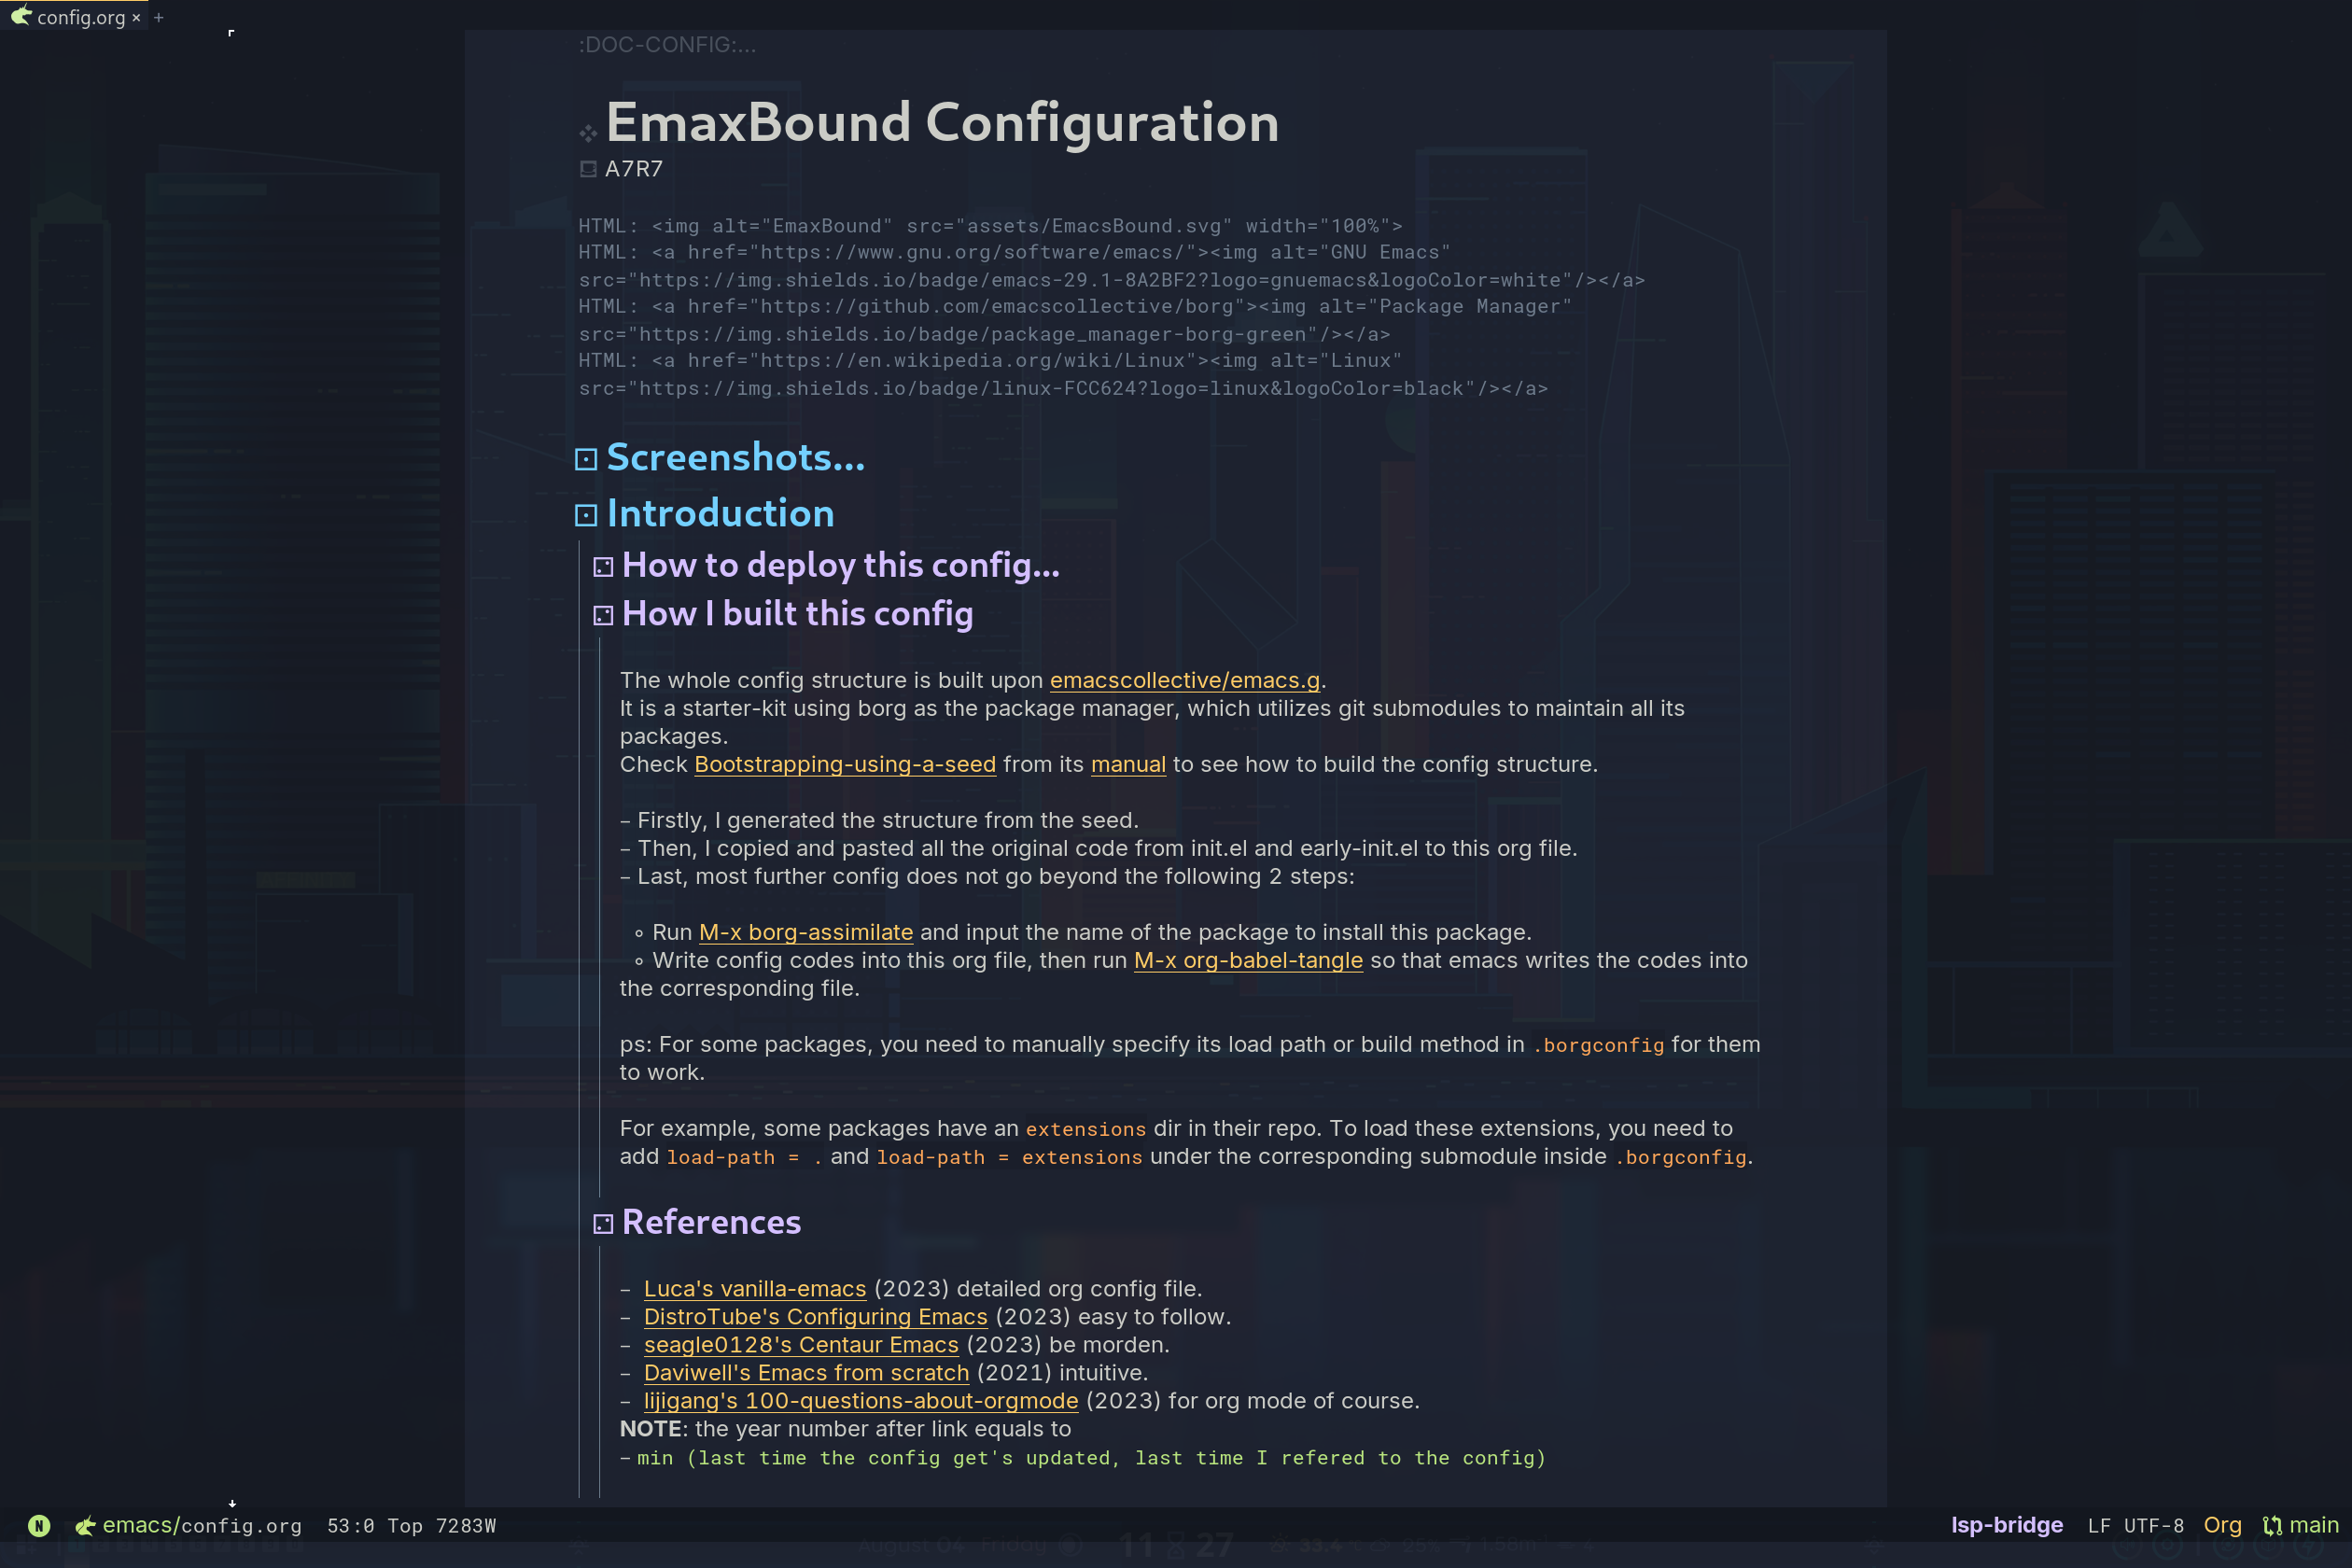 config.org × +
:DOC-CONFIG:...
EmaxBound Configuration
A7R7
HTML: <img alt="EmaxBound" src="assets/EmacsBound.svg" width="100%">
HTML: <a href="https://www.gnu.org/software/emacs/"><img alt="GNU Emacs"
src="https://img.shields.io/badge/emacs-29.1-8A2BF2?logo=gnuemacs&logoColor=white"/></a>
HTML: <a href="https://github.com/emacscollective/borg"><img alt="Package Manager"
src="https://img.shields.io/badge/package_manager-borg-green"/></a>
HTML: <a href="https://en.wikipedia.org/wiki/Linux"><img alt="Linux"
src="https://img.shields.io/badge/linux-FCC624?logo=linux&logoColor=black"/></a>
Screenshots...
Introduction
How to deploy this config...
How I built this config
The whole config structure is built upon emacscollective/emacs.g.
It is a starter-kit using borg as the package manager, which utilizes git submodules to maintain all its
packages.
Check Bootstrapping-using-a-seed from its manual to see how to build the config structure.
– Firstly, I generated the structure from the seed.
– Then, I copied and pasted all the original code from init.el and early-init.el to this org file.
– Last, most further config does not go beyond the following 2 steps:
◦ Run M-x borg-assimilate and input the name of the package to install this package.
◦ Write config codes into this org file, then run M-x org-babel-tangle so that emacs writes the codes into
the corresponding file.
ps: For some packages, you need to manually specify its load path or build method in .borgconfig for them
to work.
For example, some packages have an extensions dir in their repo. To load these extensions, you need to
add load-path = . and load-path = extensions under the corresponding submodule inside .borgconfig.
References
– Luca's vanilla-emacs (2023) detailed org config file.
– DistroTube's Configuring Emacs (2023) easy to follow.
– seagle0128's Centaur Emacs (2023) be morden.
– Daviwell's Emacs from scratch (2021) intuitive.
– lijigang's 100-questions-about-orgmode (2023) for org mode of course.
NOTE: the year number after link equals to
– min (last time the config get's updated, last time I refered to the config)
N emacs/config.org 53:0 Top 7283W lsp-bridge LF UTF-8 Org main
August 04 Friday 11 27 33.4 25% 1:58m